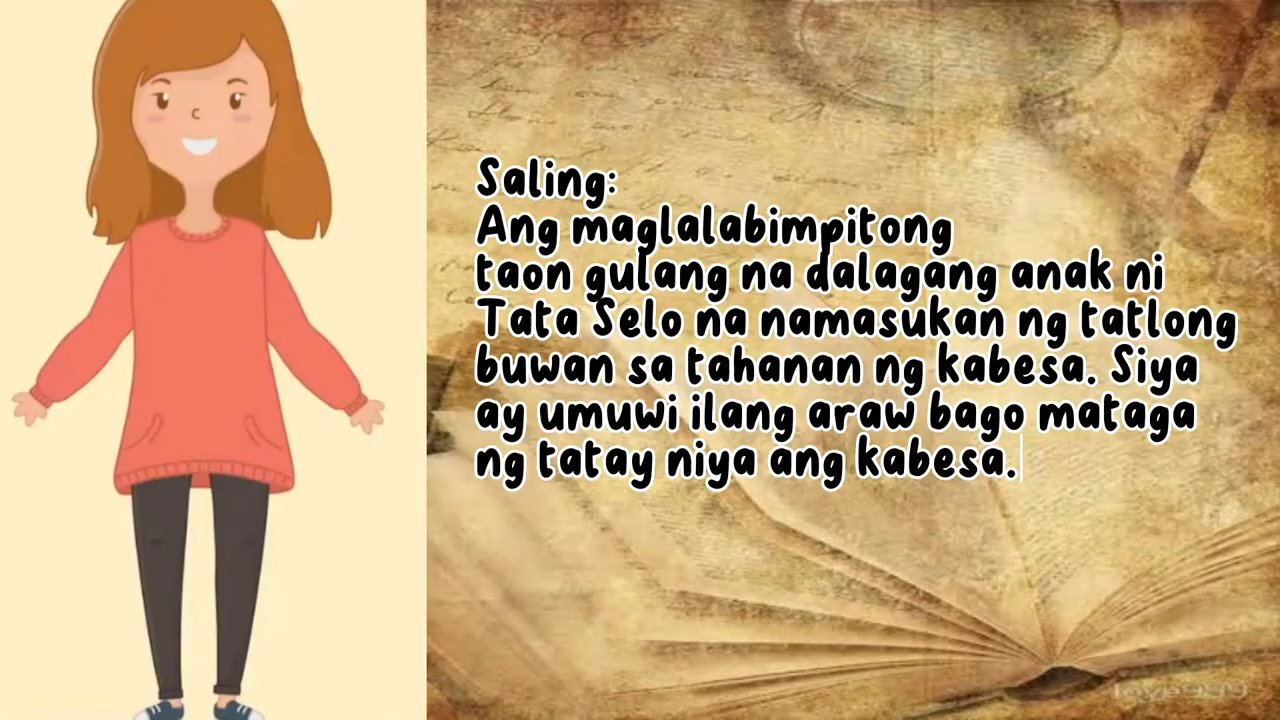 Saling:
Ang maglalabimpitong
taon gulang na dalagang anak ni
Tata Selo na namasukan ng tatlong
buwan sa tahanan ng kabesa. Siya
ay umuwi ilang araw bago mataga
ng tatay niya ang kabesa.